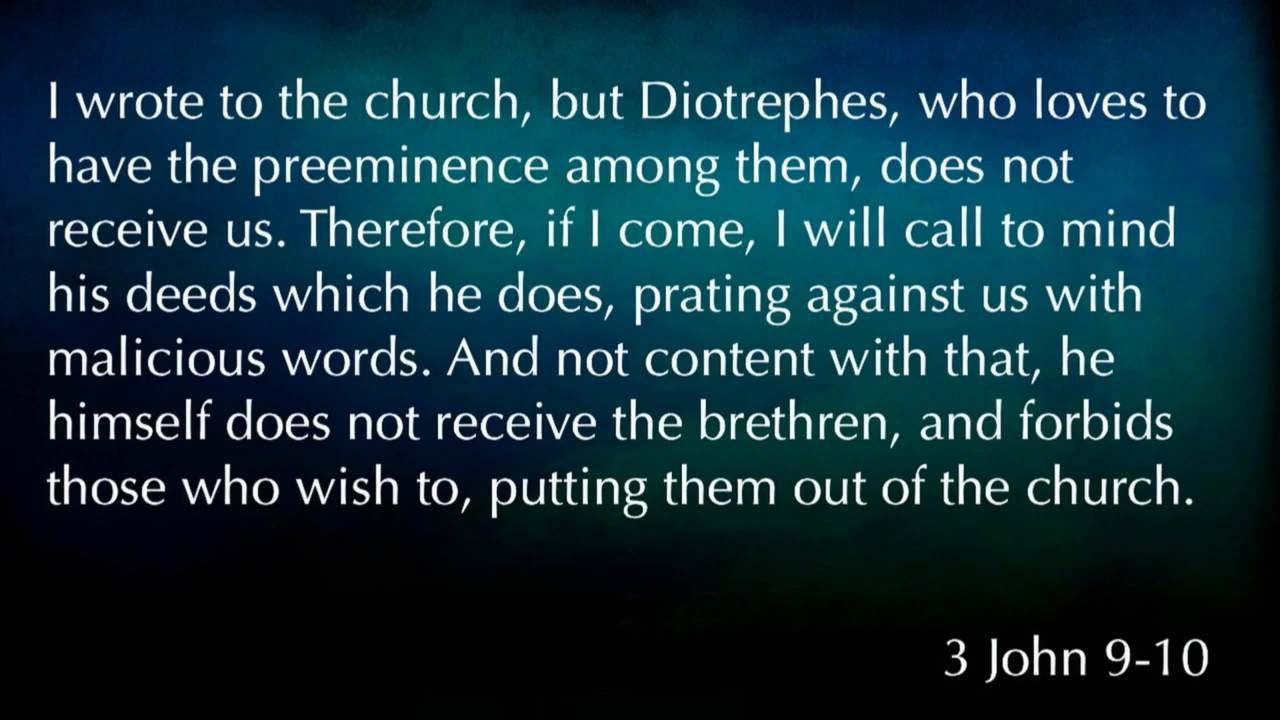 I wrote to the church, but Diotrephes, who loves to
have the preeminence among them, does not
receive us. Therefore, if I come, I will call to mind
his deeds which he does, prating against us with
malicious words. And not content with that, he
himself does not receive the brethren, and forbids
those who wish to, putting them out of the church.
3 John 9-10